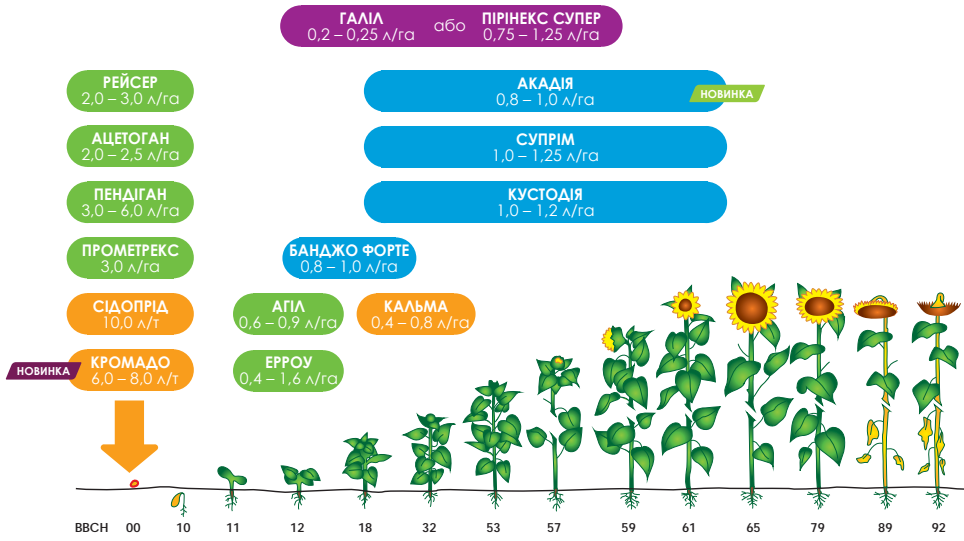 ГАЛІЛ
0,2 – 0,25 л/га
або
ПІРІНЕКС СУПЕР
0,75 – 1,25 л/га
РЕЙСЕР
2,0 – 3,0 л/га
АКАДІЯ
0,8 – 1,0 л/га
НОВИНКА
АЦЕТОГАН
2,0 – 2,5 л/га
СУПРІМ
1,0 – 1,25 л/га
ПЕНДІГАН
3,0 – 6,0 л/га
КУСТОДІЯ
1,0 – 1,2 л/га
ПРОМЕТРЕКС
3,0 л/га
БАНДЖО ФОРТЕ
0,8 – 1,0 л/га
СІДОПРІД
10,0 л/т
АГІЛ
0,6 – 0,9 л/га
КАЛЬМА
0,4 – 0,8 л/га
НОВИНКА
КРОМАДО
6,0 – 8,0 л/т
ЕРРОУ
0,4 – 1,6 л/га
ВВСН 00 10 11 12 18 32 53 57 59 61 65 79 89 92